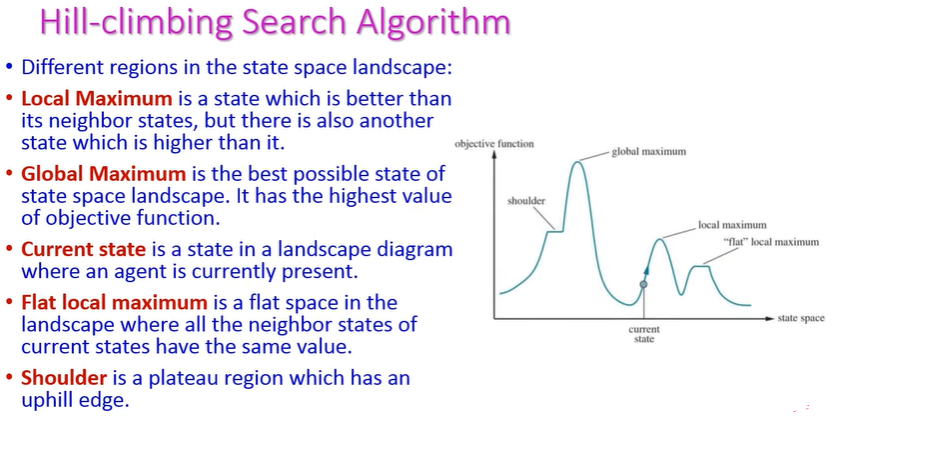 Hill-climbing Search Algorithm
• Different regions in the state space landscape:
• Local Maximum is a state which is better than
its neighbor states, but there is also another
state which is higher than it.
• Global Maximum is the best possible state of
state space landscape. It has the highest value
of objective function.
• Current state is a state in a landscape diagram
where an agent is currently present.
• Flat local maximum is a flat space in the
landscape where all the neighbor states of
current states have the same value.
• Shoulder is a plateau region which has an
uphill edge.
objective function
global maximum
shoulder
local maximum
“flat” local maximum
state space
current
state